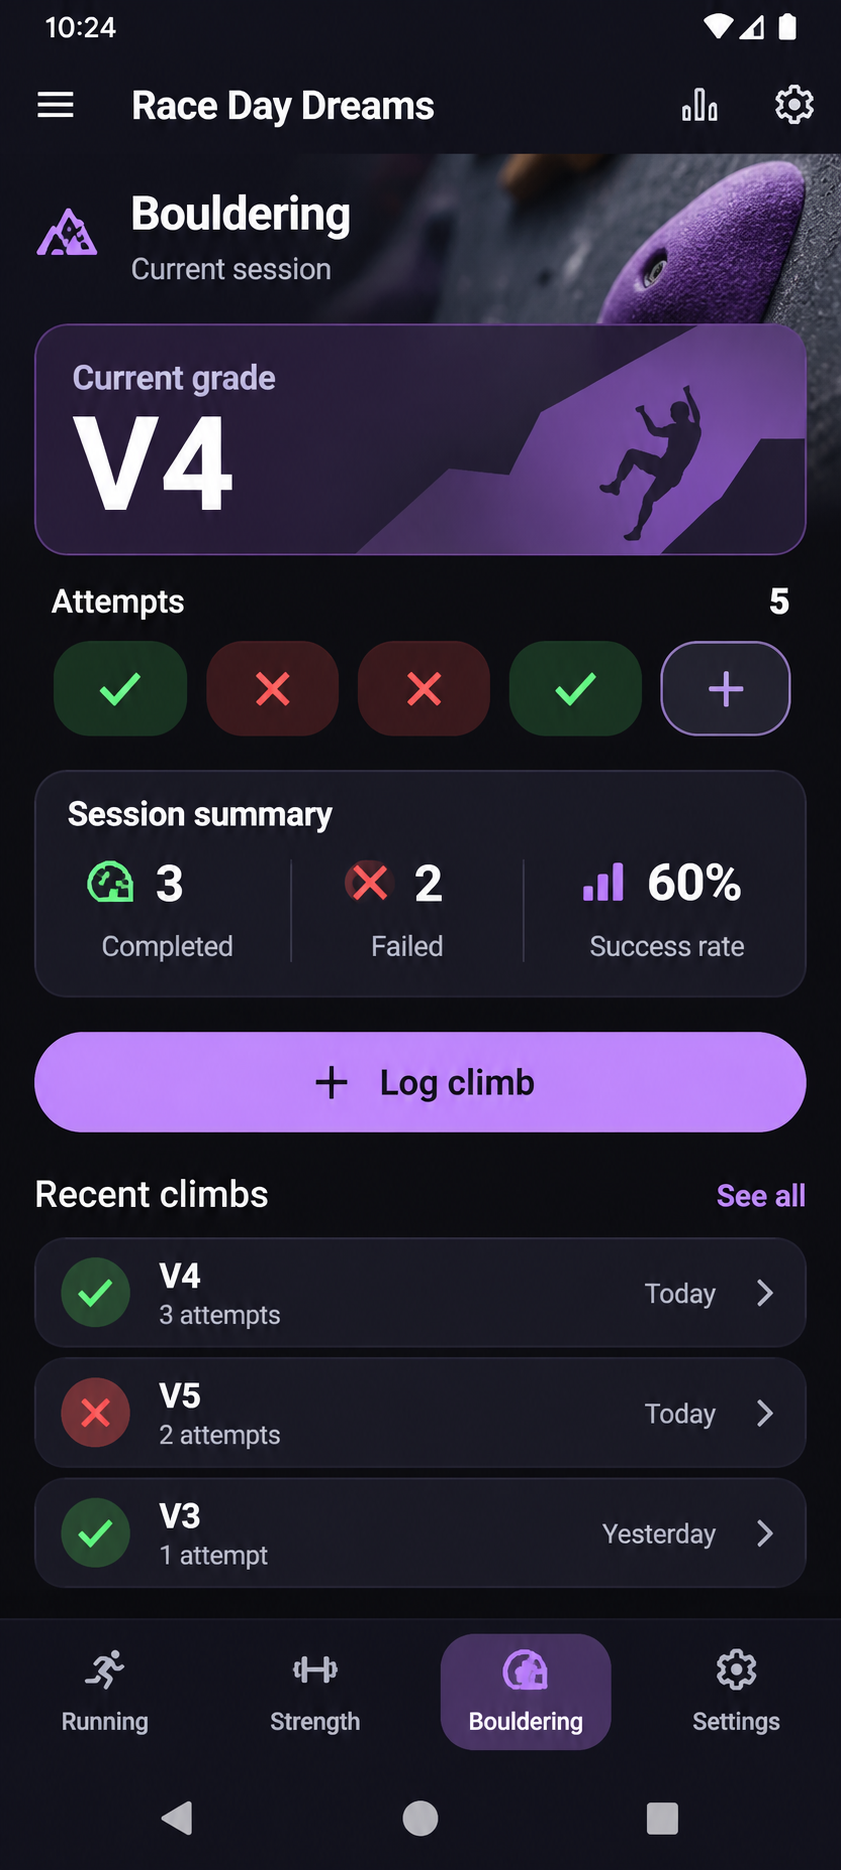 10:24
Race Day Dreams
Bouldering
Current session
Current grade
V4
Attempts 5
Session summary
3 2 60%
Completed Failed Success rate
+ Log climb
Recent climbs See all
V4
3 attempts
Today
V5
2 attempts
Today
V3
1 attempt
Yesterday
Running Strength Bouldering Settings